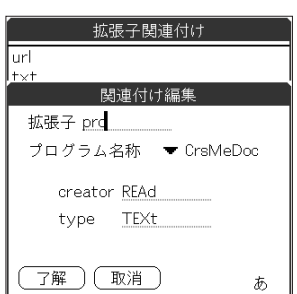 拡張子関連付け
url
txt
関連付け編集
拡張子 prc
プログラム名称 ▼ CrsMeDoc
creator REAd
type TEXt
了解 取消 あ